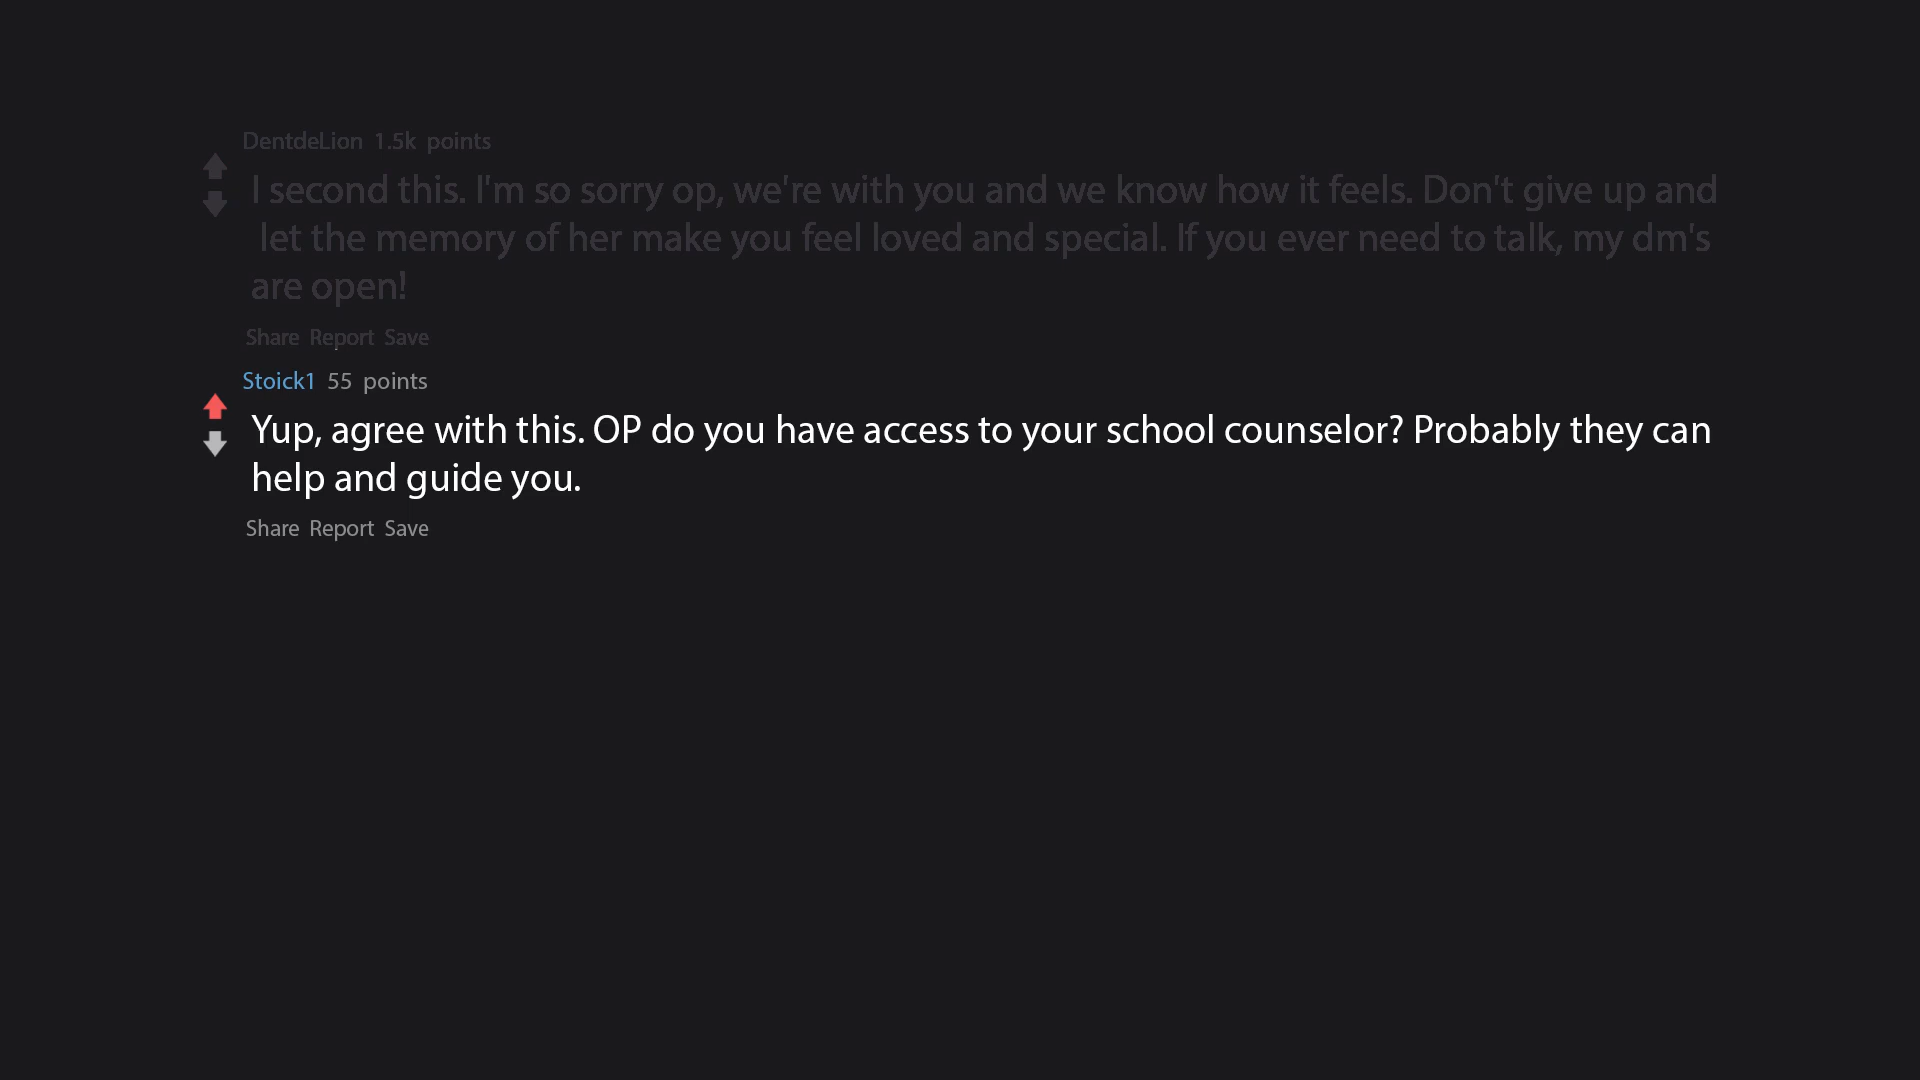 DentdeLion 1.5k points
I second this. I'm so sorry op, we're with you and we know how it feels. Don't give up and
let the memory of her make you feel loved and special. If you ever need to talk, my dm's
are open!
Share Report Save
Stoick1 55 points
Yup, agree with this. OP do you have access to your school counselor? Probably they can
help and guide you.
Share Report Save